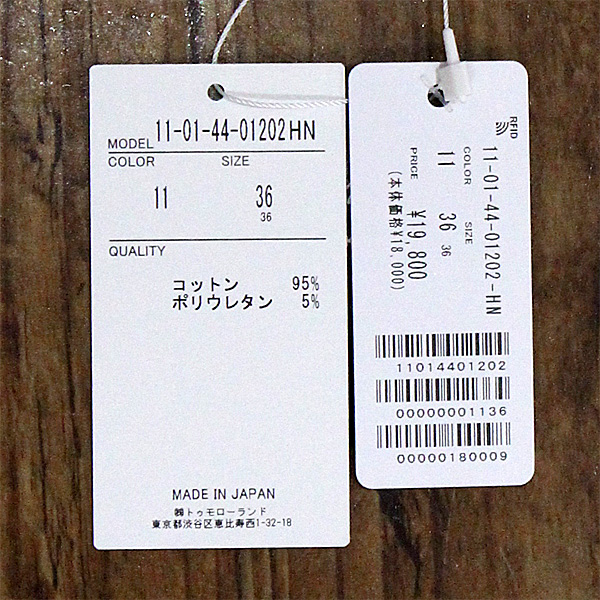 MODEL 11-01-44-01202HN
COLOR SIZE
11 36
36
QUALITY
コットン 95%
ポリウレタン 5%
MADE IN JAPAN
㈱トゥモローランド
東京都渋谷区恵比寿西1-32-18
RFID
11-01-44-01202-HN
COLOR SIZE
11 36 36
PRICE ¥19,800
(本体価格¥18,000)
11014401202
00000001136
00000180009